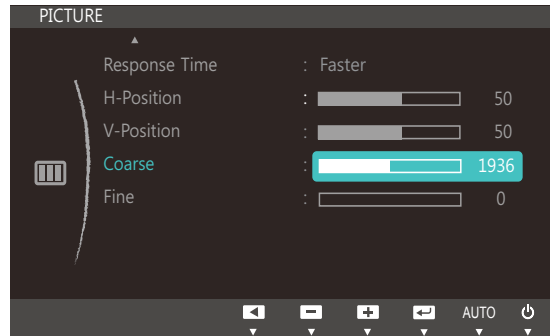 PICTURE
Response Time : Faster
H-Position : 50
V-Position : 50
Coarse : 1936
Fine : 0
AUTO